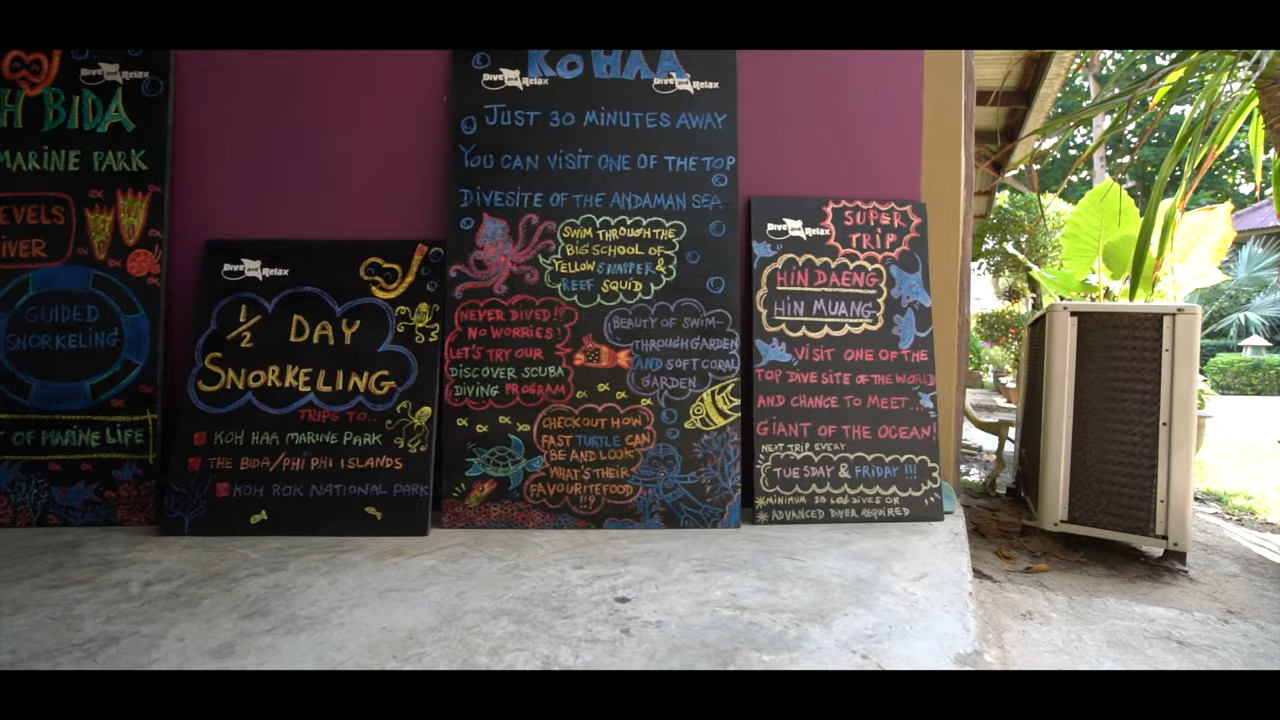 Dive and Relax
H BIDA
MARINE PARK
EVELS
IVER
GUIDED
SNORKELING
T OF MARINE LIFE
Dive and Relax
1/2 DAY
SNORKELING
TRIPS TO..
KOH HAA MARINE PARK
THE BIDA/PHI PHI ISLANDS
KOH ROK NATIONAL PARK
KO HAA
Dive and Relax
Dive and Relax
JUST 30 MINUTES AWAY
YOU CAN VISIT ONE OF THE TOP
DIVESITE OF THE ANDAMAN SEA
SWIM THROUGH THE
BIG SCHOOL OF
YELLOW SNAPPER &
REEF SQUID
NEVER DIVED!?
NO WORRIES!
LET'S TRY OUR
DISCOVER SCUBA
DIVING PROGRAM
BEAUTY OF SWIM-
THROUGH GARDEN
AND SOFT CORAL
GARDEN
CHECKOUT HOW
FAST TURTLE CAN
BE AND LOOK
WHAT'S THEIR
FAVOURITE FOOD
!!?
Dive and Relax
SUPER
TRIP
HIN DAENG
HIN MUANG
VISIT ONE OF THE
TOP DIVE SITE OF THE WORLD
AND CHANCE TO MEET...
GIANT OF THE OCEAN!
NEXT TRIP EVERY
TUESDAY & FRIDAY !!!
MINIMUM 20 LOG DIVES OR
ADVANCED DIVER REQUIRED